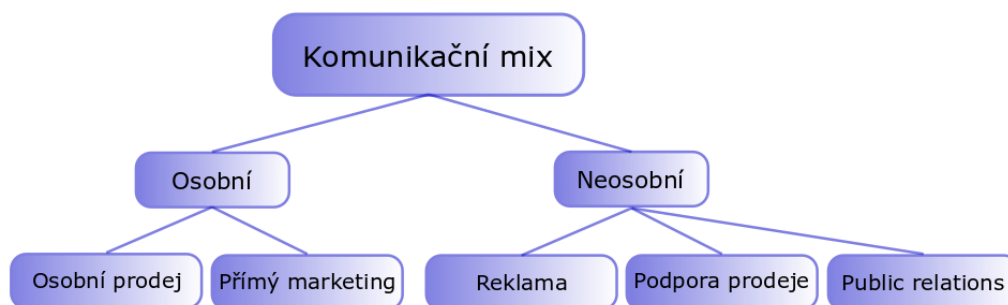 Komunikační mix
Osobní
Neosobní
Osobní prodej
Přímý marketing
Reklama
Podpora prodeje
Public relations